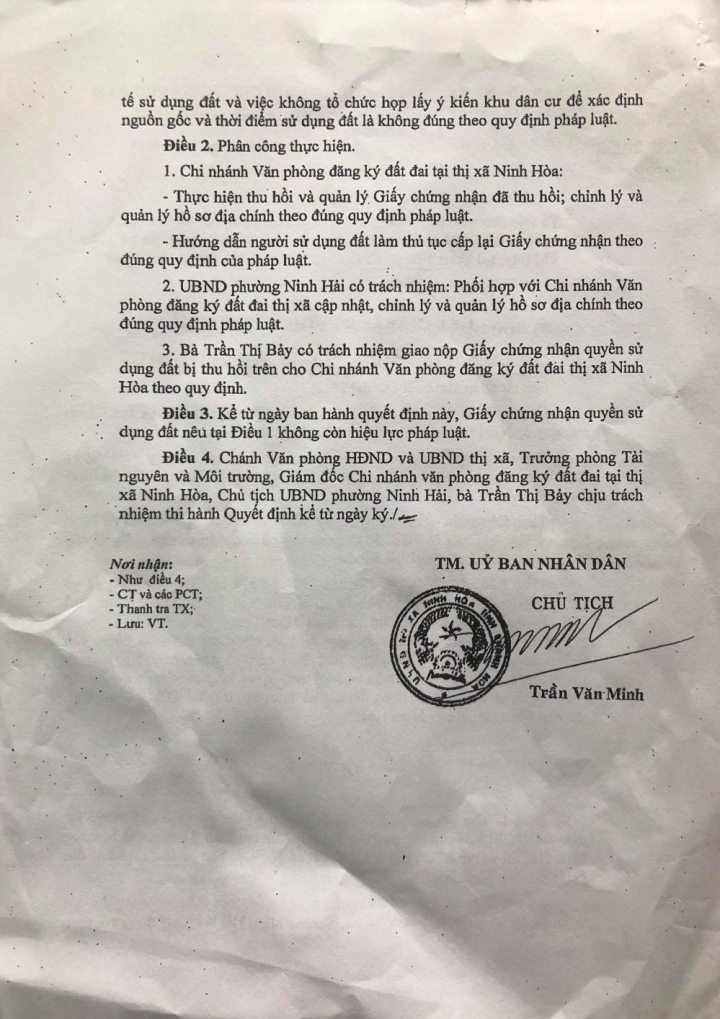 tế sử dụng đất và việc không tổ chức họp lấy ý kiến khu dân cư để xác định
nguồn gốc và thời điểm sử dụng đất là không đúng theo quy định pháp luật.
Điều 2. Phân công thực hiện.
1. Chi nhánh Văn phòng đăng ký đất đai tại thị xã Ninh Hòa:
- Thực hiện thu hồi và quản lý Giấy chứng nhận đã thu hồi; chỉnh lý và
quản lý hồ sơ địa chính theo đúng quy định pháp luật.
- Hướng dẫn người sử dụng đất làm thủ tục cấp lại Giấy chứng nhận theo
đúng quy định của pháp luật.
2. UBND phường Ninh Hải có trách nhiệm: Phối hợp với Chi nhánh Văn
phòng đăng ký đất đai thị xã cập nhật, chỉnh lý và quản lý hồ sơ địa chính theo
đúng quy định pháp luật.
3. Bà Trần Thị Bảy có trách nhiệm giao nộp Giấy chứng nhận quyền sử
dụng đất bị thu hồi trên cho Chi nhánh Văn phòng đăng ký đất đai thị xã Ninh
Hòa theo quy định.
Điều 3. Kể từ ngày ban hành quyết định này, Giấy chứng nhận quyền sử
dụng đất nêu tại Điều 1 không còn hiệu lực pháp luật.
Điều 4. Chánh Văn phòng HĐND và UBND thị xã, Trưởng phòng Tài
nguyên và Môi trường, Giám đốc Chi nhánh văn phòng đăng ký đất đai tại thị
xã Ninh Hòa, Chủ tịch UBND phường Ninh Hải, bà Trần Thị Bảy chịu trách
nhiệm thi hành Quyết định kể từ ngày ký./.
Nơi nhận:
- Như điều 4;
- CT và các PCT;
- Thanh tra TX;
- Lưu: VT.
TM. UỶ BAN NHÂN DÂN
CHỦ TỊCH
U.B.N.D THỊ XÃ NINH HÒA TỈNH KHÁNH HÒA
Trần Văn Minh